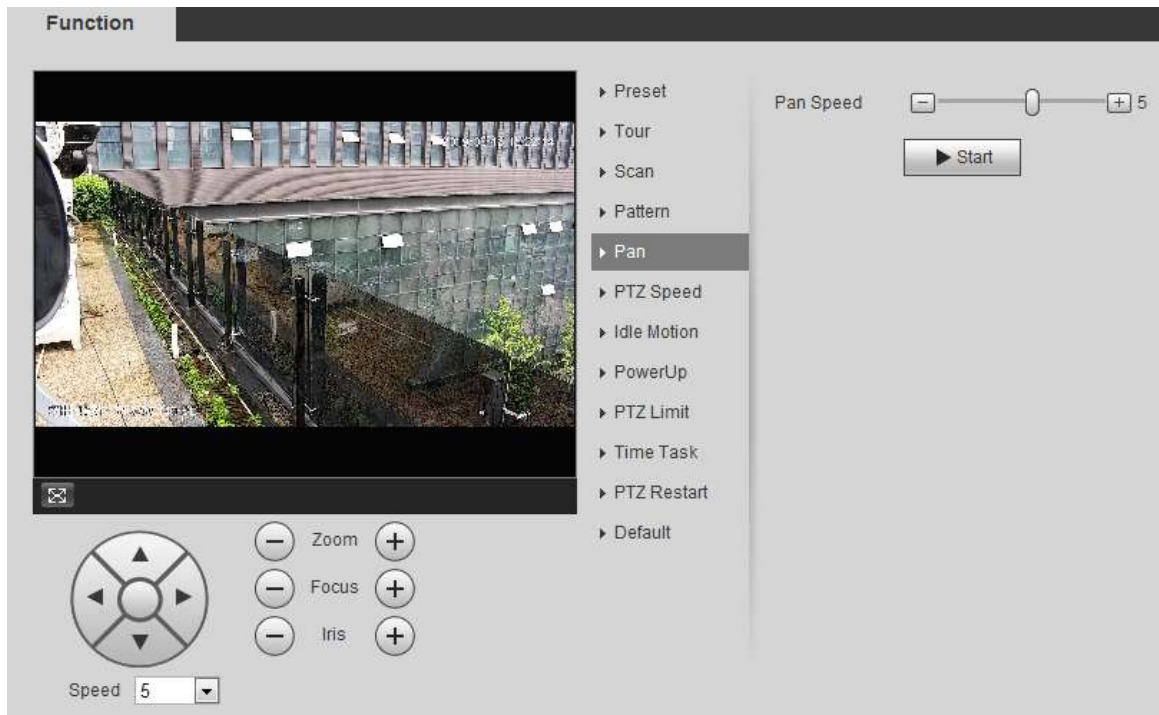 Function
Preset
Tour
Scan
Pattern
Pan
PTZ Speed
Idle Motion
PowerUp
PTZ Limit
Time Task
PTZ Restart
Default
Pan Speed 5
Start
Zoom
Focus
Iris
Speed 5